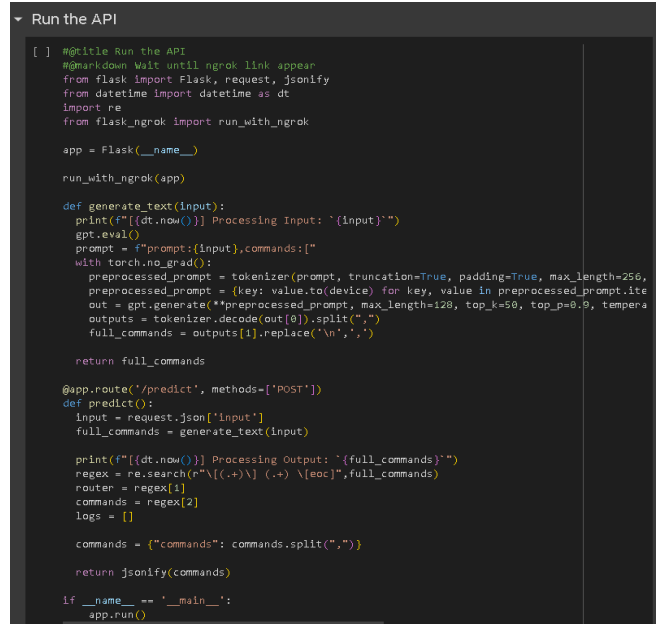 Run the API
[ ] #@title Run the API
#@markdown Wait until ngrok link appear
from flask import Flask, request, jsonify
from datetime import datetime as dt
import re
from flask_ngrok import run_with_ngrok
app = Flask(__name__)
run_with_ngrok(app)
def generate_text(input):
print(f"[{dt.now()}] Processing Input: `{input}`")
gpt.eval()
prompt = f"prompt:{input},commands:["
with torch.no_grad():
preprocessed_prompt = tokenizer(prompt, truncation=True, padding=True, max_length=256,
preprocessed_prompt = {key: value.to(device) for key, value in preprocessed_prompt.ite
out = gpt.generate(**preprocessed_prompt, max_length=128, top_k=50, top_p=0.9, tempera
outputs = tokenizer.decode(out[0]).split(",")
full_commands = outputs[1].replace('\n',',')
return full_commands
@app.route('/predict', methods=['POST'])
def predict():
input = request.json['input']
full_commands = generate_text(input)
print(f"[{dt.now()}] Processing Output: `{full_commands}`")
regex = re.search(r"\[(.+)\] (.+) \[eoc]",full_commands)
router = regex[1]
commands = regex[2]
logs = []
commands = {"commands": commands.split(",")}
return jsonify(commands)
if __name__ == '__main__':
app.run()